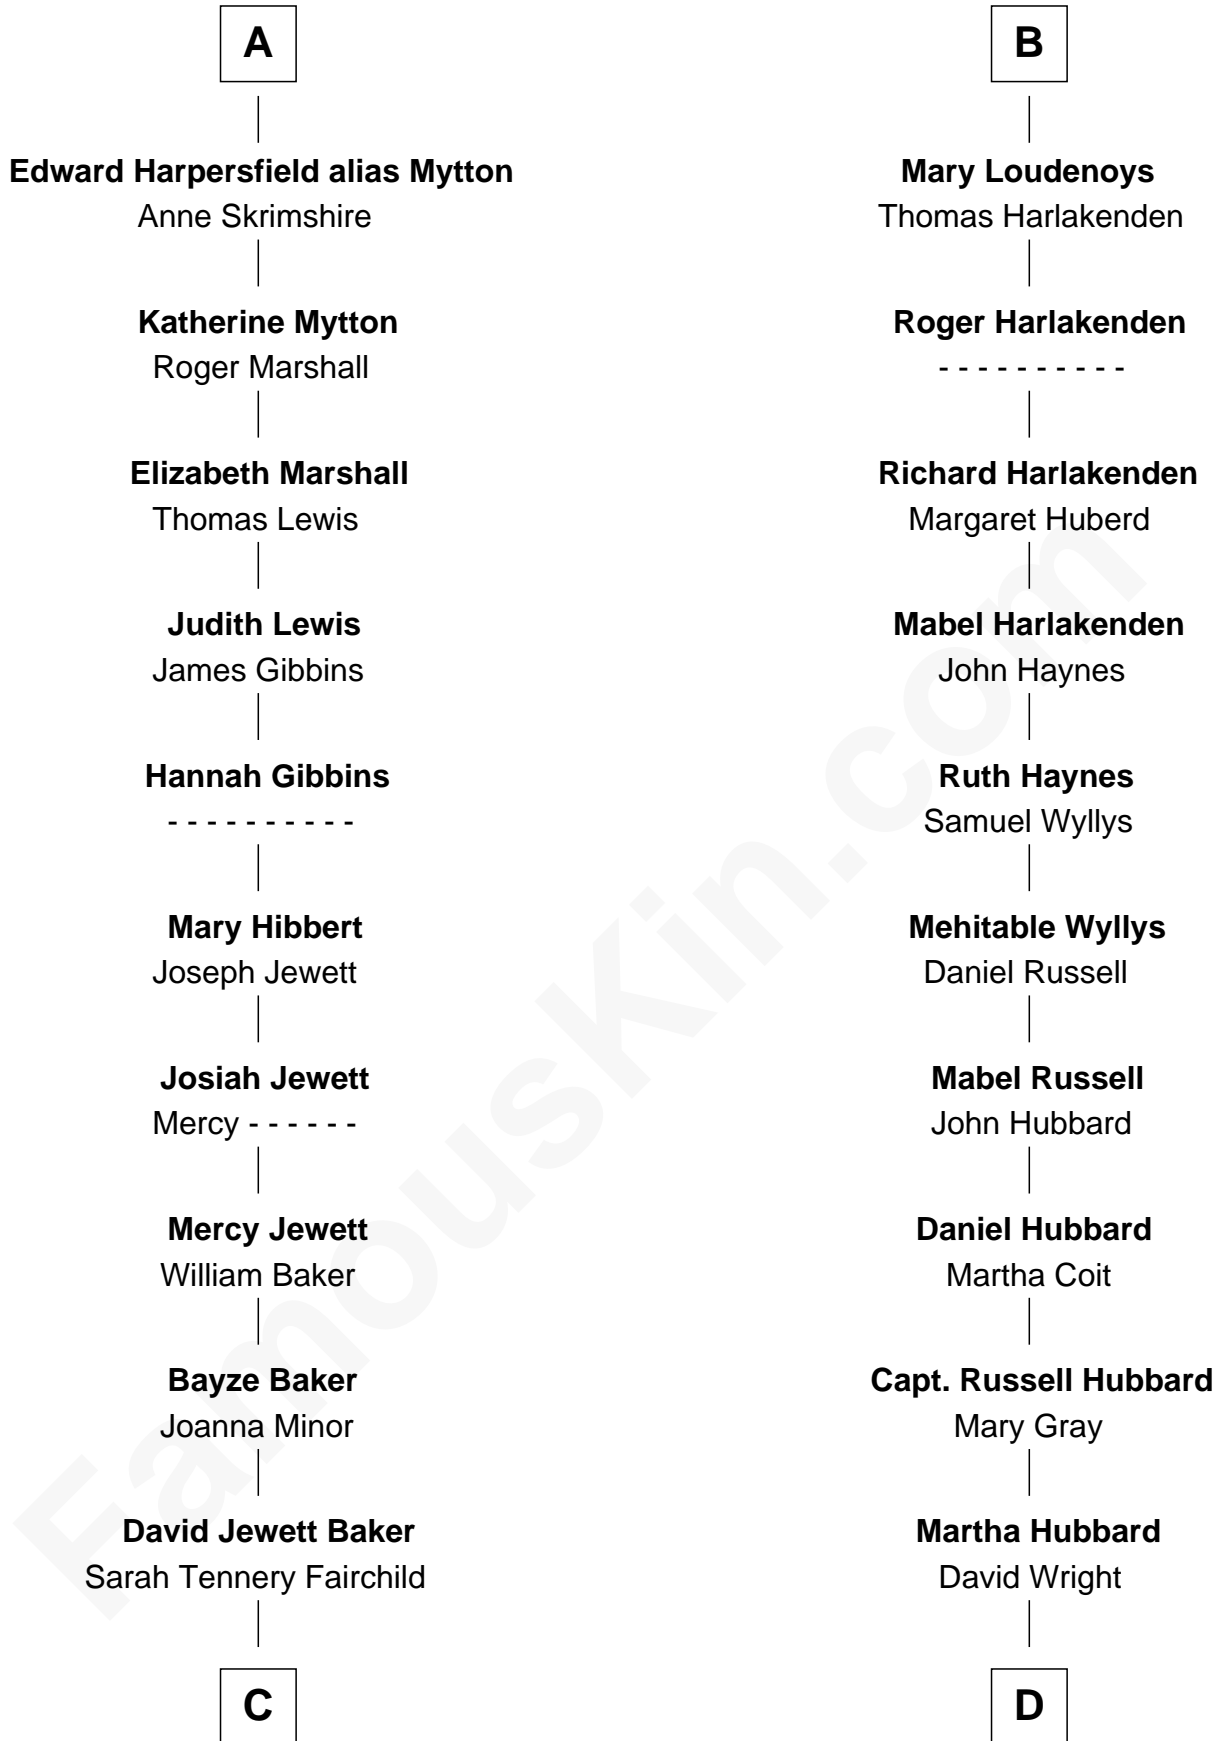 A
Edward Harpersfield alias Mytton
Anne Skrimshire
Katherine Mytton
Roger Marshall
Elizabeth Marshall
Thomas Lewis
Judith Lewis
James Gibbins
Hannah Gibbins
- - - - - - - - - -
Mary Hibbert
Joseph Jewett
Josiah Jewett
Mercy - - - - - -
Mercy Jewett
William Baker
Bayze Baker
Joanna Minor
David Jewett Baker
Sarah Tennery Fairchild
C
B
Mary Loudenoys
Thomas Harlakenden
Roger Harlakenden
- - - - - - - - - -
Richard Harlakenden
Margaret Huberd
Mabel Harlakenden
John Haynes
Ruth Haynes
Samuel Wyllys
Mehitable Wyllys
Daniel Russell
Mabel Russell
John Hubbard
Daniel Hubbard
Martha Coit
Capt. Russell Hubbard
Mary Gray
Martha Hubbard
David Wright
D
FamousKin.com